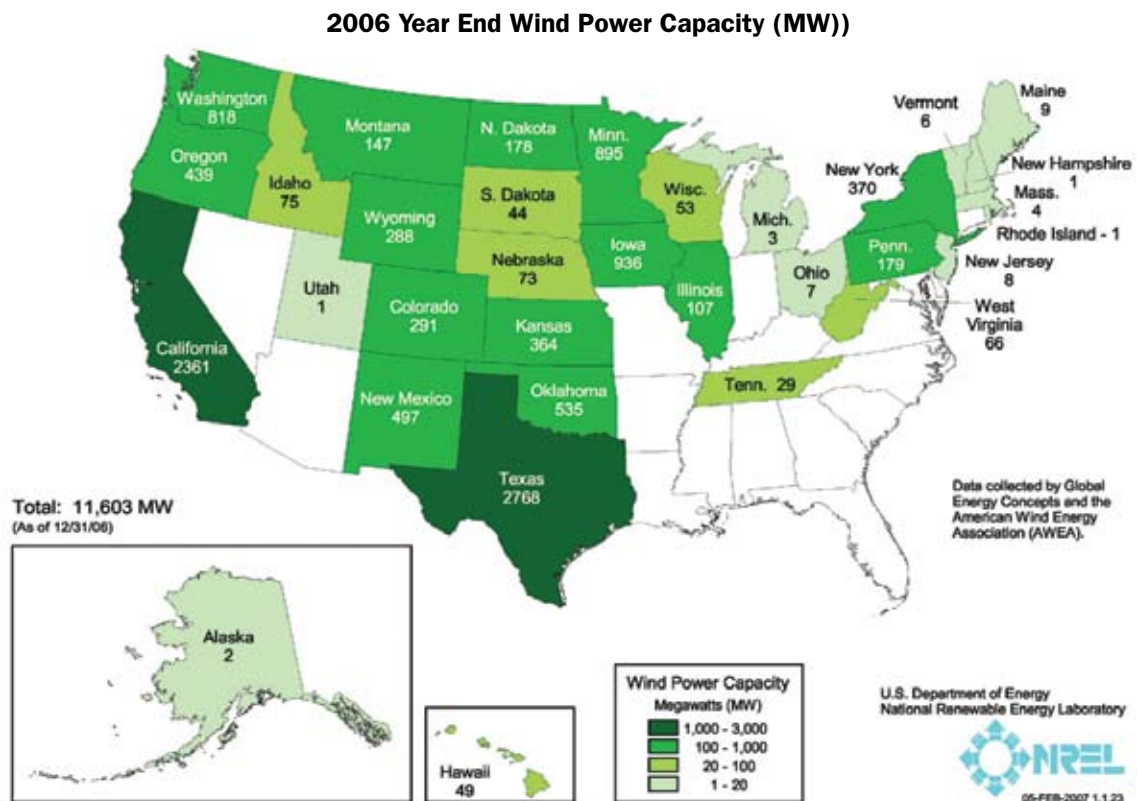 2006 Year End Wind Power Capacity (MW))
Washington
818
Oregon
439
Idaho
75
Montana
147
N. Dakota
178
Minn.
895
S. Dakota
44
Wyoming
288
Nebraska
73
Wisc.
53
Iowa
936
Illinois
107
Mich.
3
Ohio
7
Utah
1
Colorado
291
Kansas
364
California
2361
New Mexico
497
Oklahoma
535
Texas
2768
Tenn. 29
Vermont
6
Maine
9
New York
370
New Hampshire
1
Mass.
4
Rhode Island - 1
Penn.
179
New Jersey
8
West
Virginia
66
Total: 11,603 MW
(As of 12/31/06)
Data collected by Global
Energy Concepts and the
American Wind Energy
Association (AWEA).
Alaska
2
Hawaii
49
Wind Power Capacity
Megawatts (MW)
1,000 - 3,000
100 - 1,000
20 - 100
1 - 20
U.S. Department of Energy
National Renewable Energy Laboratory
NREL
05-FEB-2007 1.1.23